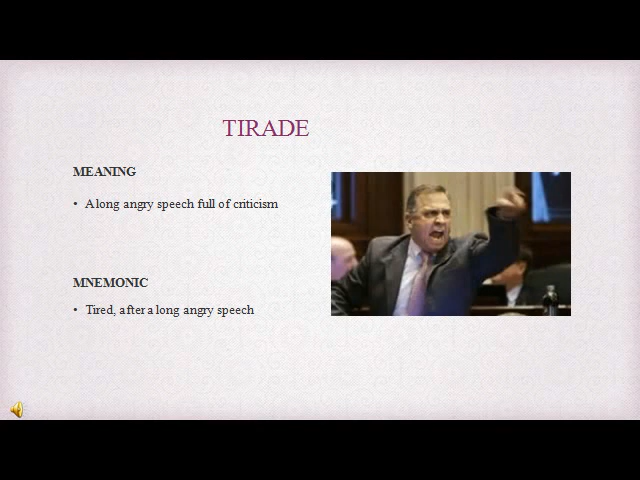 TIRADE
MEANING
• A long angry speech full of criticism
MNEMONIC
• Tired, after a long angry speech